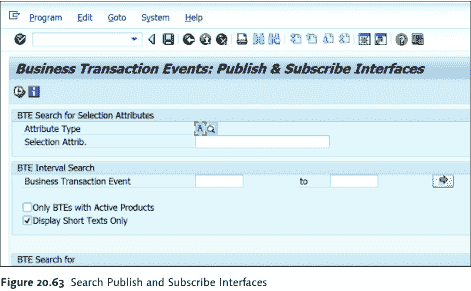 Program Edit Goto System Help
Business Transaction Events: Publish & Subscribe Interfaces
BTE Search for Selection Attributes
Attribute Type A
Selection Attrib.
BTE Interval Search
Business Transaction Event to
Only BTEs with Active Products
Display Short Texts Only
BTE Search for
Figure 20.63 Search Publish and Subscribe Interfaces